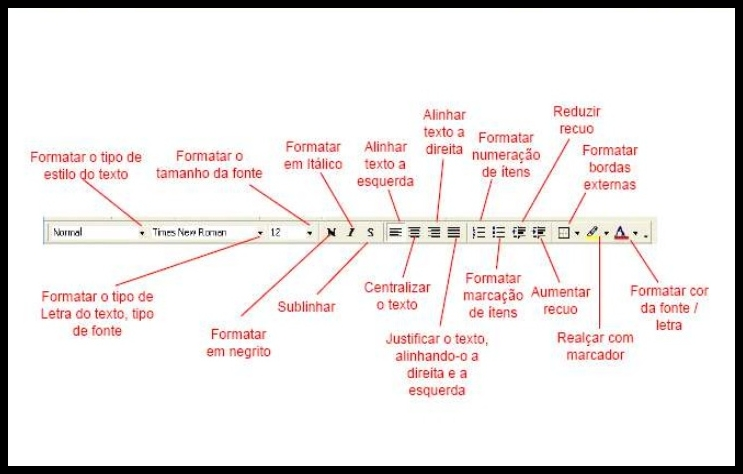 Formatar o tipo de
estilo do texto
Formatar o
tamanho da fonte
Formatar
em Itálico
Alinhar
texto a
esquerda
Alinhar
texto a
direita
Formatar
numeração
de ítens
Reduzir
recuo
Formatar
bordas
externas
Normal
Times New Roman
12
N
I
S
A
Formatar o tipo de
Letra do texto, tipo
de fonte
Formatar
em negrito
Sublinhar
Centralizar
o texto
Justificar o texto,
alinhando-o a
direita e a
esquerda
Formatar
marcação
de ítens
Aumentar
recuo
Realçar com
marcador
Formatar cor
da fonte /
letra